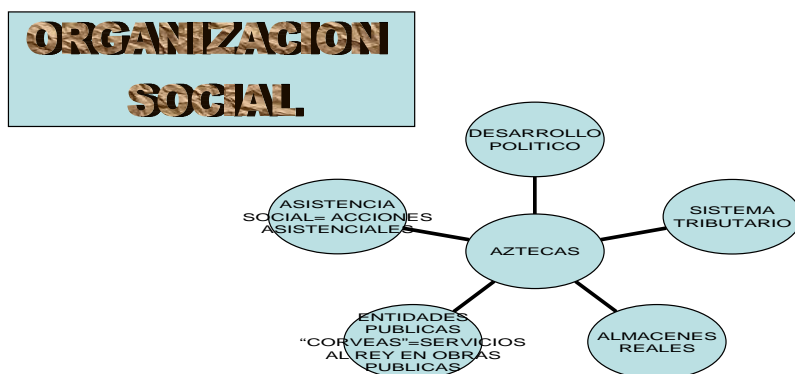 ORGANIZACION
SOCIAL
DESARROLLO
POLITICO
ASISTENCIA
SOCIAL= ACCIONES
ASISTENCIALES
SISTEMA
TRIBUTARIO
AZTECAS
ENTIDADES
PUBLICAS
“CORVEAS”=SERVICIOS
AL REY EN OBRAS
PUBLICAS
ALMACENES
REALES